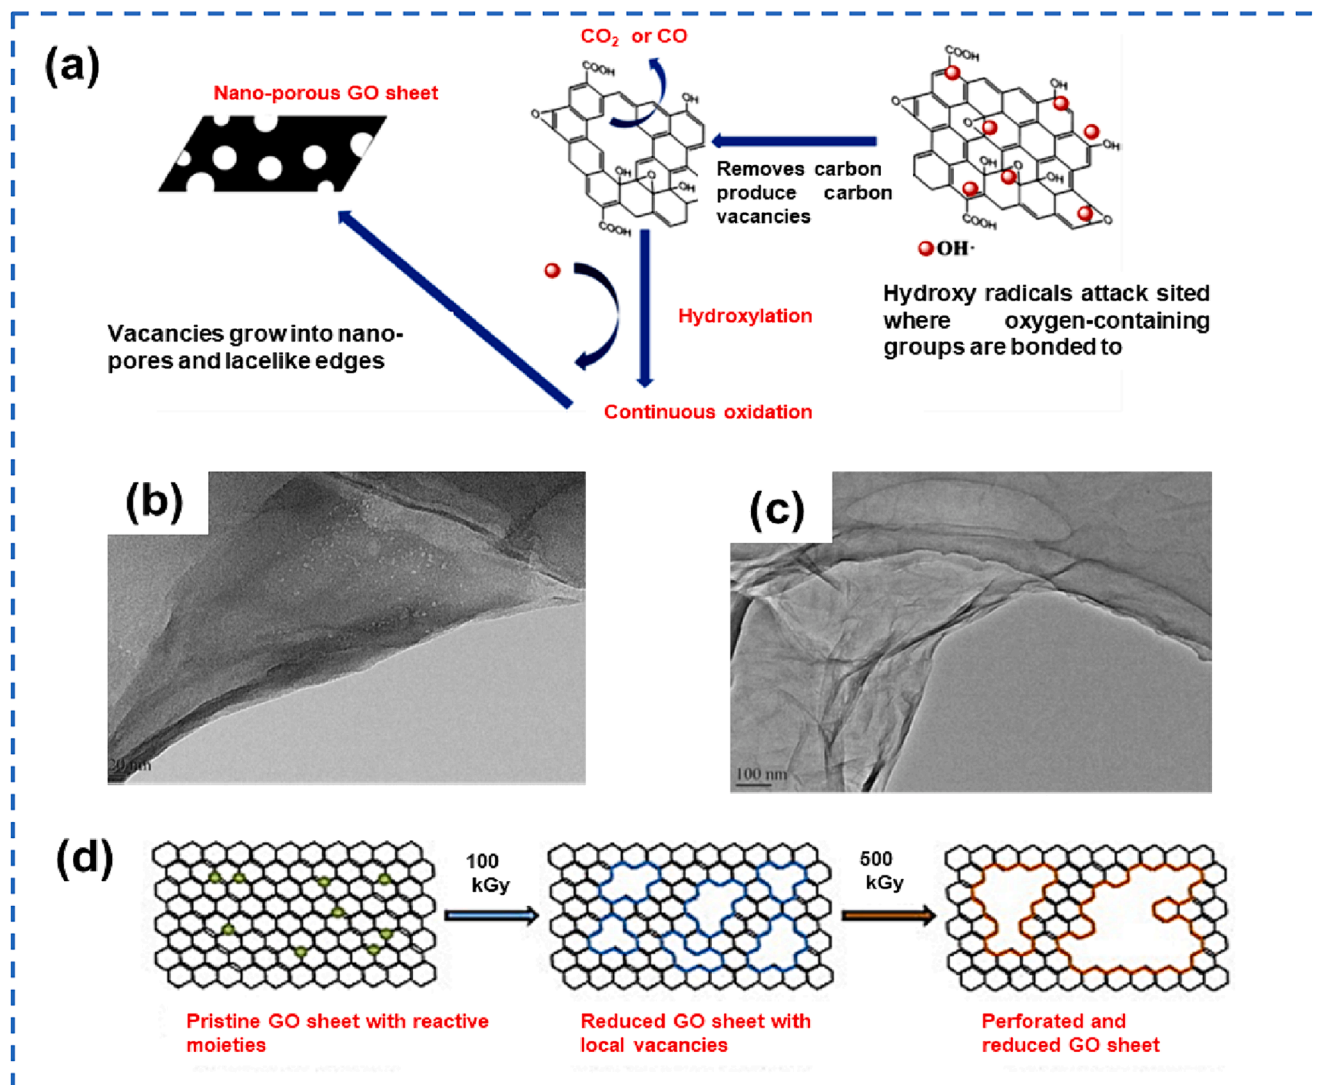 (a)
CO2 or CO
Nano-porous GO sheet
COOH
O
OH
OH
O
OH
COOH
COOH
OH
O
OH
O
OH
OH
COOH
O
Removes carbon
produce carbon
vacancies
OH·
Hydroxy radicals attack sited
where oxygen-containing
groups are bonded to
Hydroxylation
Vacancies grow into nano-
pores and lacelike edges
Continuous oxidation
(b)
(c)
100 nm
(d)
100
kGy
500
kGy
Pristine GO sheet with reactive
moieties
Reduced GO sheet with
local vacancies
Perforated and
reduced GO sheet